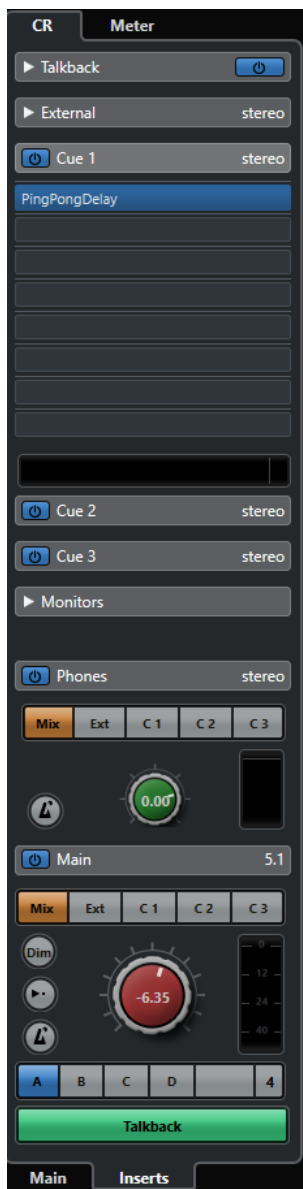 CR Meter
Talkback
External stereo
Cue 1 stereo
PingPongDelay
Cue 2 stereo
Cue 3 stereo
Monitors
Phones stereo
Mix Ext C 1 C 2 C 3
0.00
Main 5.1
Mix Ext C 1 C 2 C 3
Dim
0
12
-6.35
24
40
A B C D 4
Talkback
Main Inserts